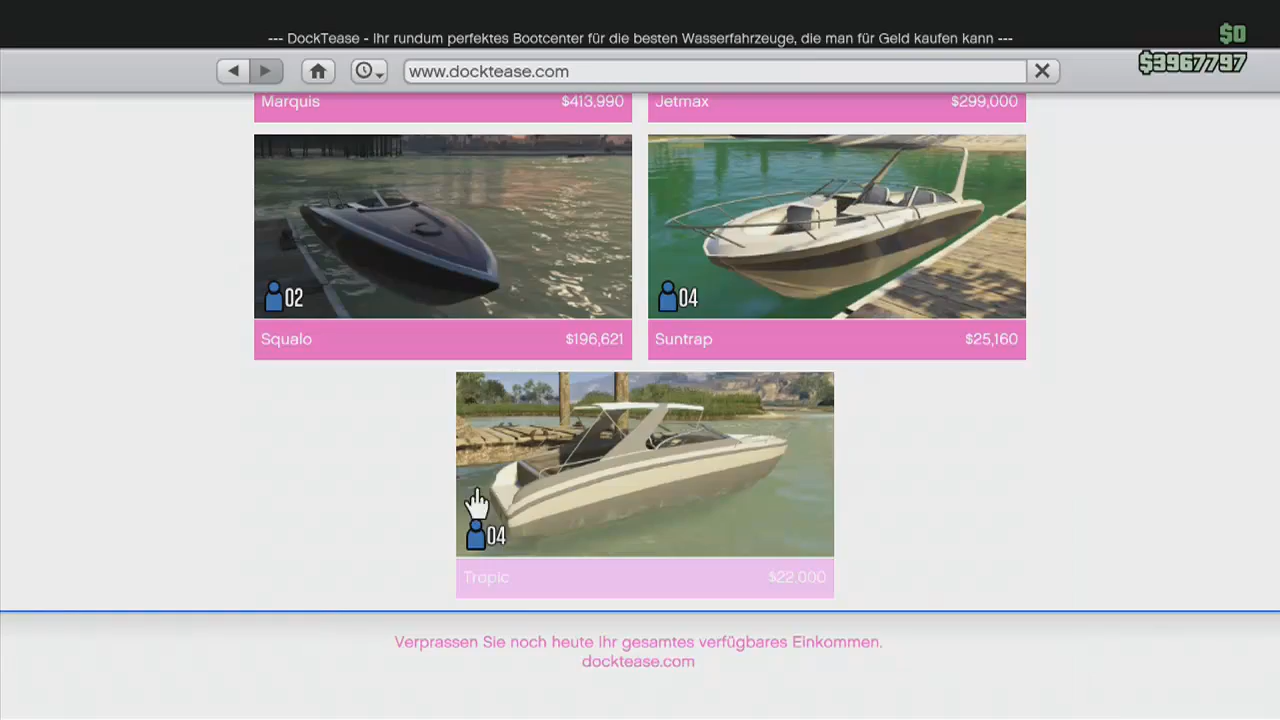 --- DockTease - Ihr rundum perfektes Bootcenter für die besten Wasserfahrzeuge, die man für Geld kaufen kann ---
$0
www.docktease.com
$3967797
Marquis $413,990
Jetmax $299,000
02
04
Squalo $196,621
Suntrap $25,160
04
Tropic $22,000
Verprassen Sie noch heute Ihr gesamtes verfügbares Einkommen.
docktease.com